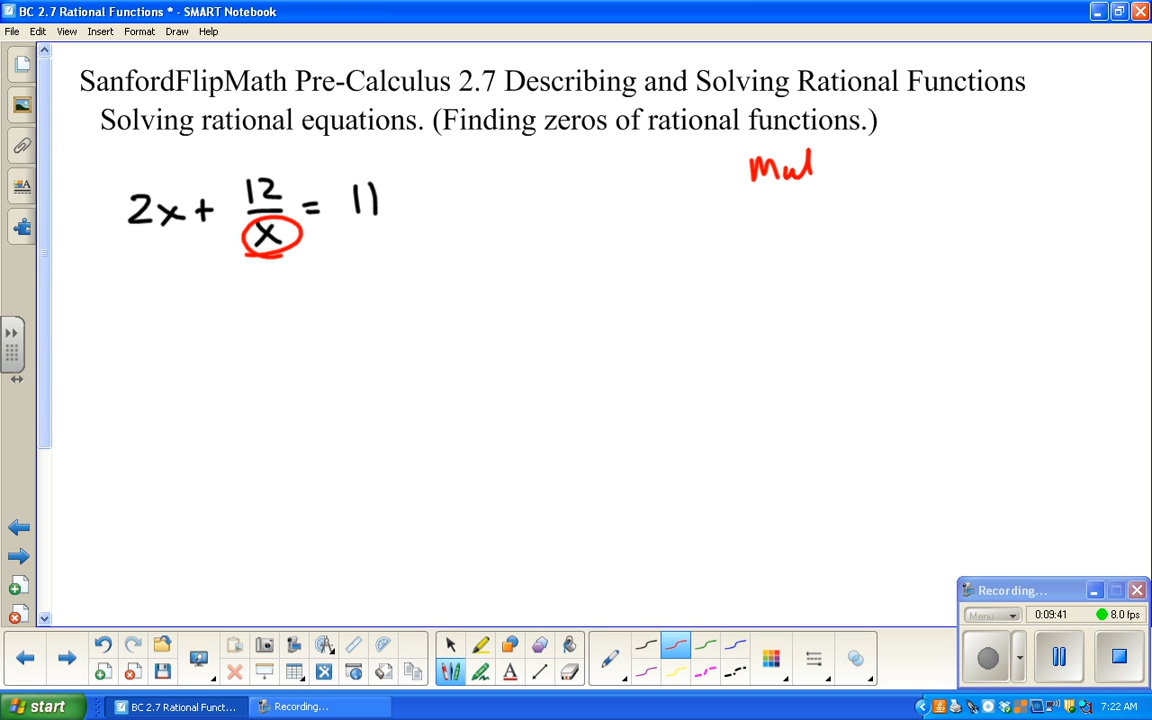 BC 2.7 Rational Functions * - SMART Notebook
File Edit View Insert Format Draw Help
SanfordFlipMath Pre-Calculus 2.7 Describing and Solving Rational Functions
Solving rational equations. (Finding zeros of rational functions.)
Mul
2x + 12/x = 11
Recording...
Menu
0:09:41
8.0 fps
start
BC 2.7 Rational Funct...
Recording...
7:22 AM